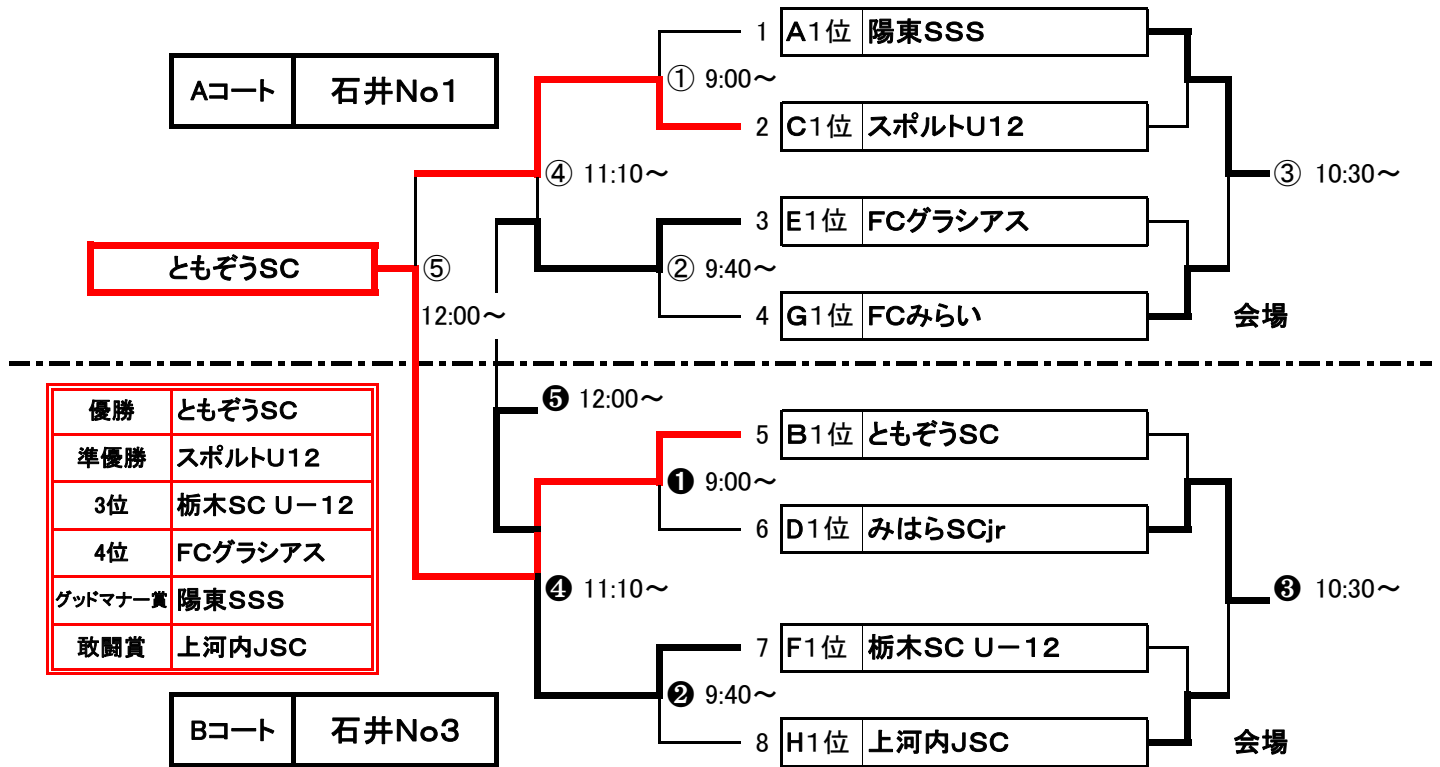 1 A1位 陽東SSS
Aコート 石井No1
① 9:00～
2 C1位 スポルトU12
④ 11:10～
③ 10:30～
3 E1位 FCグラシアス
ともぞうSC
⑤
② 9:40～
12:00～
4 G1位 FCみらい
会場
❺ 12:00～
優勝 ともぞうSC
5 B1位 ともぞうSC
準優勝 スポルトU12
❶ 9:00～
3位 栃木SC U－12
6 D1位 みはらSCjr
4位 FCグラシアス
❹ 11:10～
❸ 10:30～
グッドマナー賞 陽東SSS
敢闘賞 上河内JSC
7 F1位 栃木SC U－12
❷ 9:40～
Bコート 石井No3
8 H1位 上河内JSC
会場